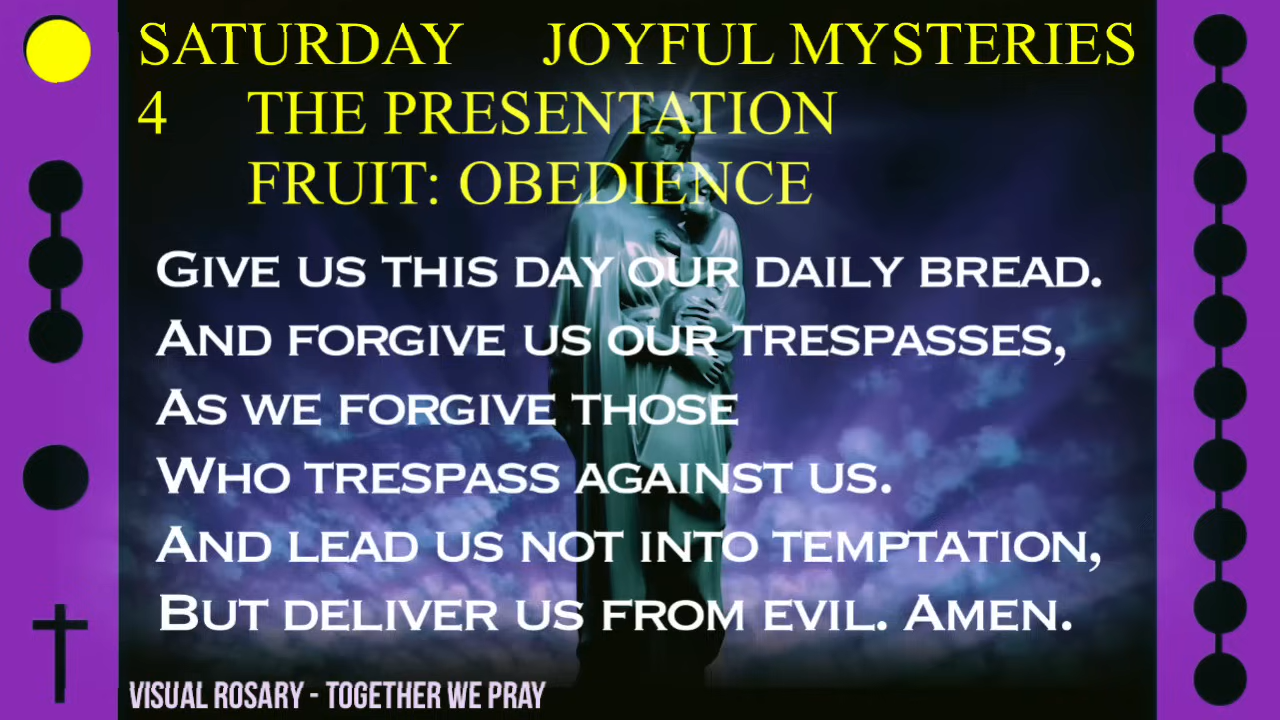 SATURDAY JOYFUL MYSTERIES
4 THE PRESENTATION
FRUIT: OBEDIENCE
GIVE US THIS DAY OUR DAILY BREAD.
AND FORGIVE US OUR TRESPASSES,
AS WE FORGIVE THOSE
WHO TRESPASS AGAINST US.
AND LEAD US NOT INTO TEMPTATION,
BUT DELIVER US FROM EVIL. AMEN.
VISUAL ROSARY - TOGETHER WE PRAY